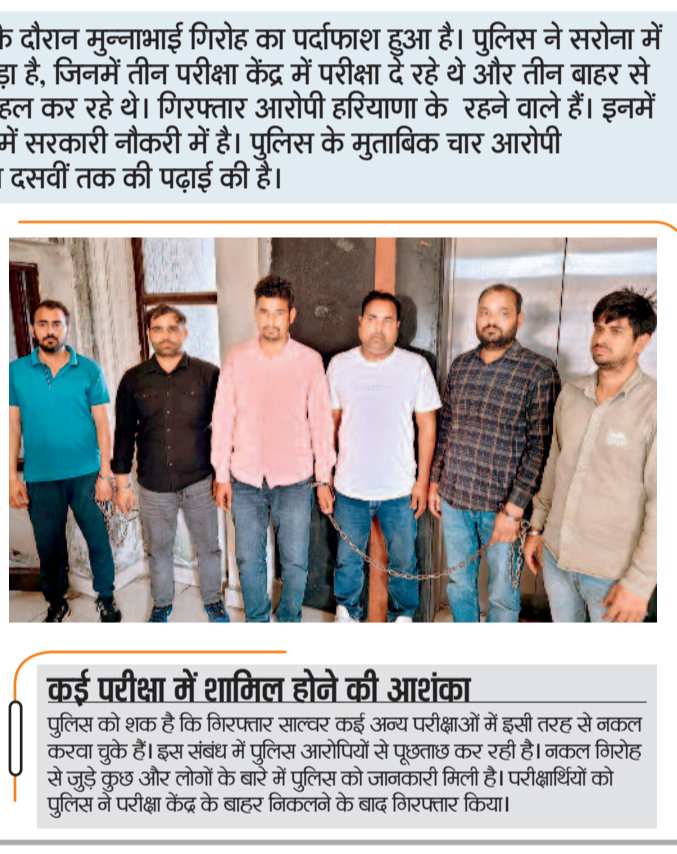 के दौरान मुन्नाभाई गिरोह का पर्दाफाश हुआ है। पुलिस ने सरोना में
है, जिनमें तीन परीक्षा केंद्र में परीक्षा दे रहे थे और तीन बाहर से
कर रहे थे। गिरफ्तार आरोपी हरियाणा के रहने वाले हैं। इनमें
में सरकारी नौकरी में है। पुलिस के मुताबिक चार आरोपी
दसवीं तक की पढ़ाई की है।
कई परीक्षा में शामिल होने की आशंका
पुलिस को शक है कि गिरफ्तार साल्वर कई अन्य परीक्षाओं में इसी तरह से नकल
करवा चुके हैं। इस संबंध में पुलिस आरोपियों से पूछताछ कर रही है। नकल गिरोह
से जुड़े कुछ और लोगों के बारे में पुलिस को जानकारी मिली है। परीक्षार्थियों को
पुलिस ने परीक्षा केंद्र के बाहर निकलने के बाद गिरफ्तार किया।